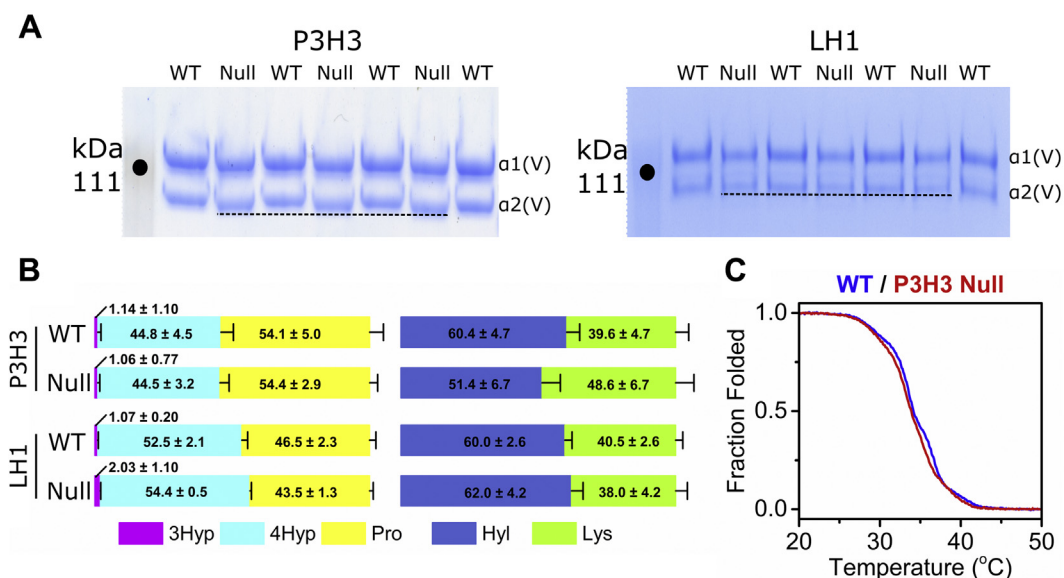 A
P3H3
WT Null WT Null WT Null WT
kDa
111
α1(V)
α2(V)
LH1
WT Null WT Null WT Null WT
kDa
111
α1(V)
α2(V)
B
P3H3
WT
1.14 ± 1.10
44.8 ± 4.5
54.1 ± 5.0
60.4 ± 4.7
39.6 ± 4.7
Null
1.06 ± 0.77
44.5 ± 3.2
54.4 ± 2.9
51.4 ± 6.7
48.6 ± 6.7
LH1
WT
1.07 ± 0.20
52.5 ± 2.1
46.5 ± 2.3
60.0 ± 2.6
40.5 ± 2.6
Null
2.03 ± 1.10
54.4 ± 0.5
43.5 ± 1.3
62.0 ± 4.2
38.0 ± 4.2
3Hyp 4Hyp Pro Hyl Lys
C
WT / P3H3 Null
Fraction Folded
1.0
0.5
0.0
20 30 40 50
Temperature (°C)